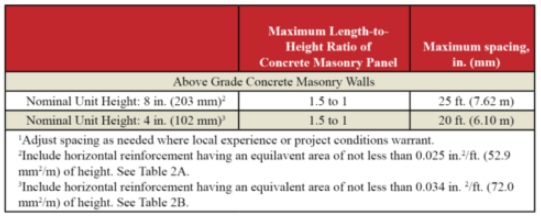 Maximum Length-to-
Height Ratio of
Concrete Masonry Panel
Maximum spacing,
in. (mm)
Above Grade Concrete Masonry Walls
Nominal Unit Height: 8 in. (203 mm)² 1.5 to 1 25 ft. (7.62 m)
Nominal Unit Height: 4 in. (102 mm)³ 1.5 to 1 20 ft. (6.10 m)
¹Adjust spacing as needed where local experience or project conditions warrant.
²Include horizontal reinforcement having an equilavent area of not less than 0.025 in.²/ft. (52.9
mm²/m) of height. See Table 2A.
³Include horizontal reinforcement having an equivalent area of not less than 0.034 in. ²/ft. (72.0
mm²/m) of height. See Table 2B.